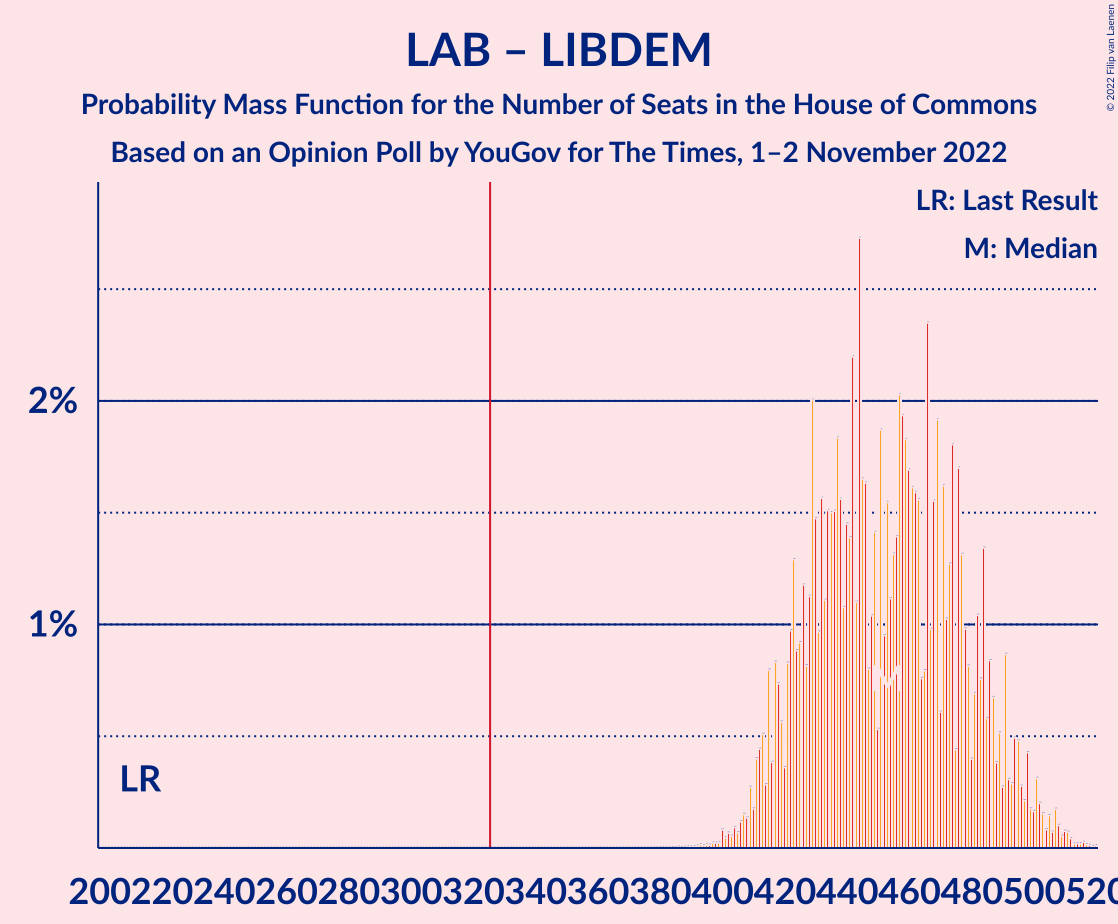 © 2022 Filip van Laenen
LAB – LIBDEM
Probability Mass Function for the Number of Seats in the House of Commons
Based on an Opinion Poll by YouGov for The Times, 1–2 November 2022
LR: Last Result
M: Median
2%
1%
LR
M
200220240260280300320340360380400420440460480500520